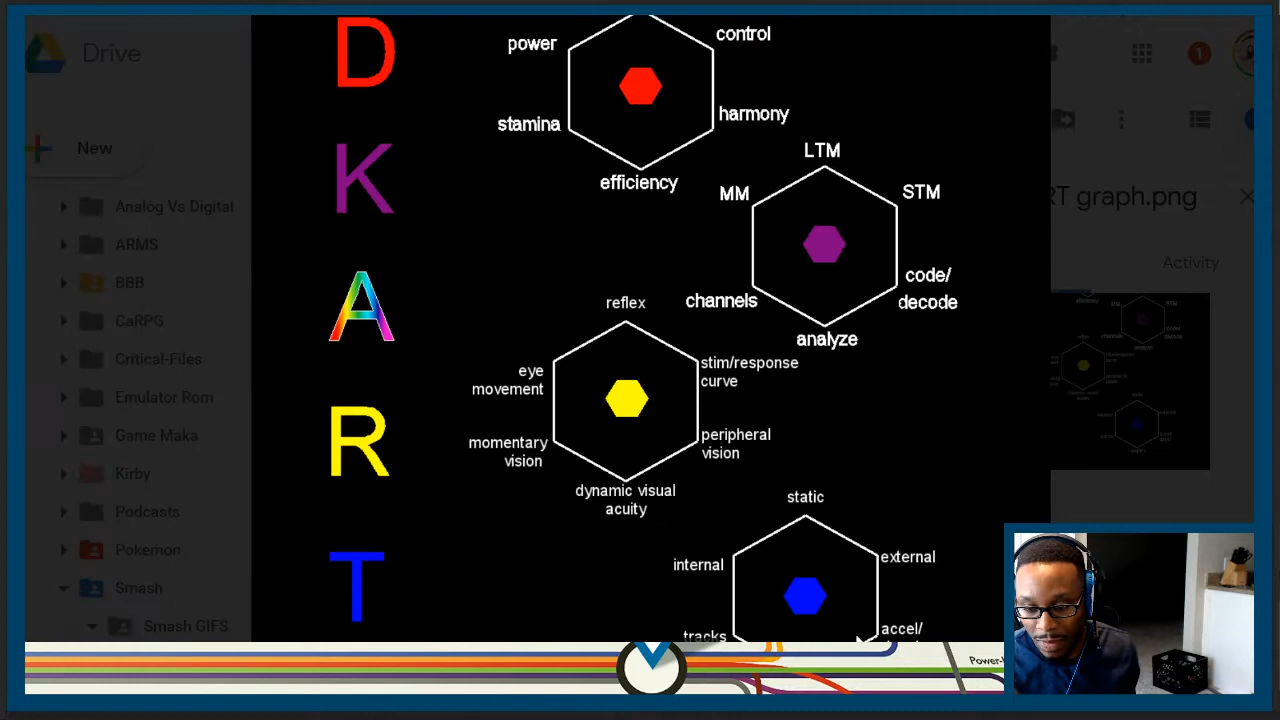 Drive
New
Analog Vs Digital
ARMS
BBB
CaRPG
Critical-Files
Emulator Rom
Game Maka
Kirby
Podcasts
Pokemon
Smash
Smash GIFS
D
K
A
R
T
power
control
stamina
harmony
efficiency
LTM
MM
STM
channels
code/
decode
analyze
reflex
eye
movement
stim/response
curve
momentary
vision
peripheral
vision
dynamic visual
acuity
static
internal
external
tracks
accel/
1
RT graph.png
Activity